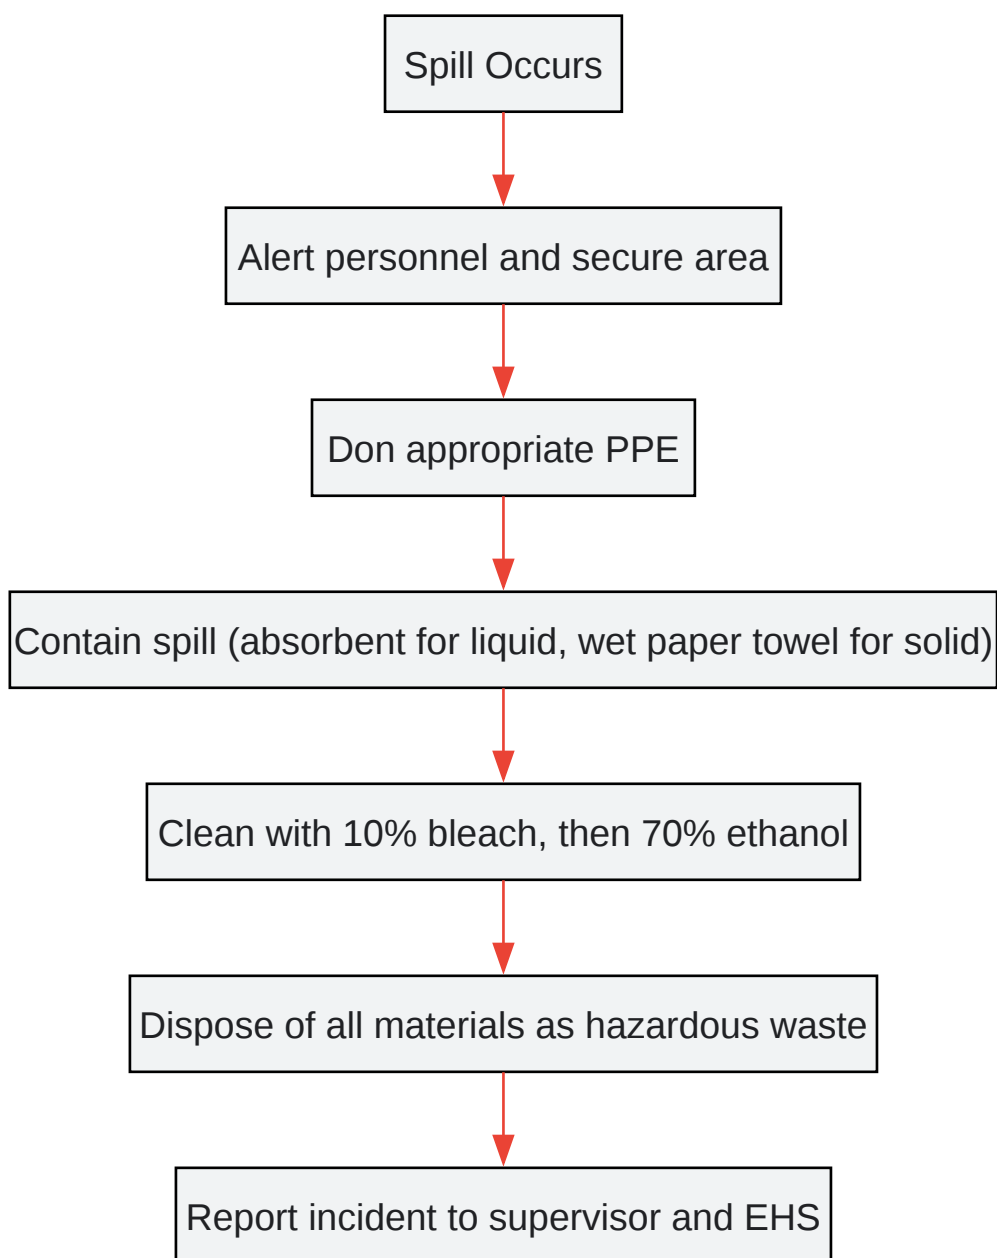 Spill Occurs
Alert personnel and secure area
Don appropriate PPE
Contain spill (absorbent for liquid, wet paper towel for solid)
Clean with 10% bleach, then 70% ethanol
Dispose of all materials as hazardous waste
Report incident to supervisor and EHS